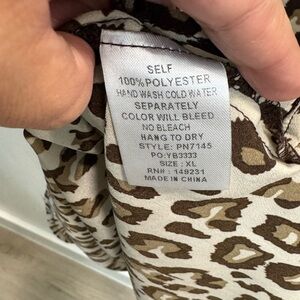 SELF
100%POLYESTER
HAND WASH COLD WATER
SEPARATELY
COLOR WILL BLEED
NO BLEACH
HANG TO DRY
STYLE: PN7145
PO:YB3333
SIZE : XL
RN# : 148231
MADE IN CHINA